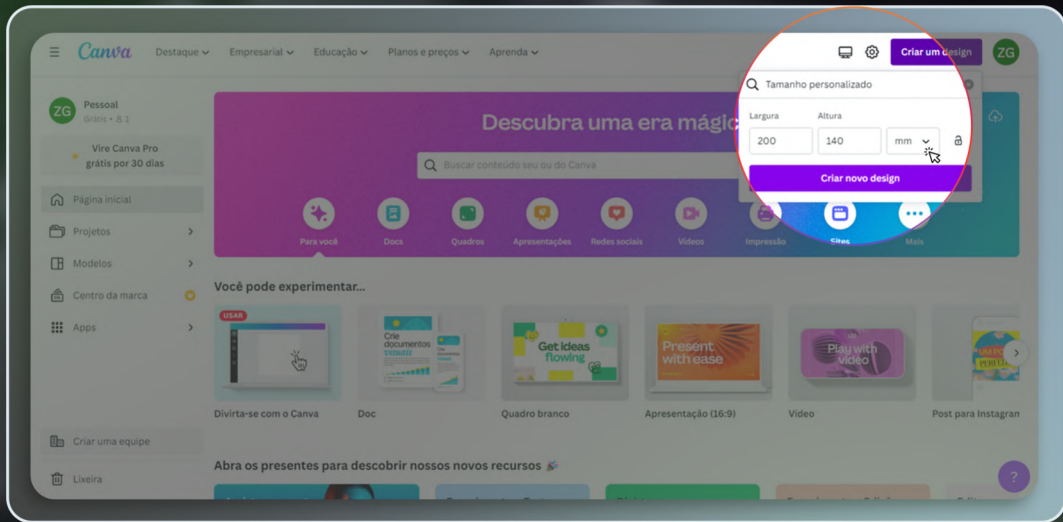 Canva
Destaque
Empresarial
Educação
Planos e preços
Aprenda
Criar um design
ZG
ZG
Pessoal
Grátis • 1
Vire Canva Pro
grátis por 30 dias
Página inicial
Projetos
Modelos
Centro da marca
Apps
Criar uma equipe
Lixeira
Tamanho personalizado
Largura
Altura
200
140
mm
Criar novo design
Descubra uma era mágic
Buscar conteúdo seu ou do Canva
Para você
Docs
Quadros
Apresentações
Redes sociais
Vídeos
Impressão
Sites
Mais
Você pode experimentar...
USAR
Crie
documentos
visuais
Get ideas
flowing
Present
with ease
Play with
video
Divirta-se com o Canva
Doc
Quadro branco
Apresentação (16:9)
Vídeo
Post para Instagran
Abra os presentes para descobrir nossos novos recursos
?